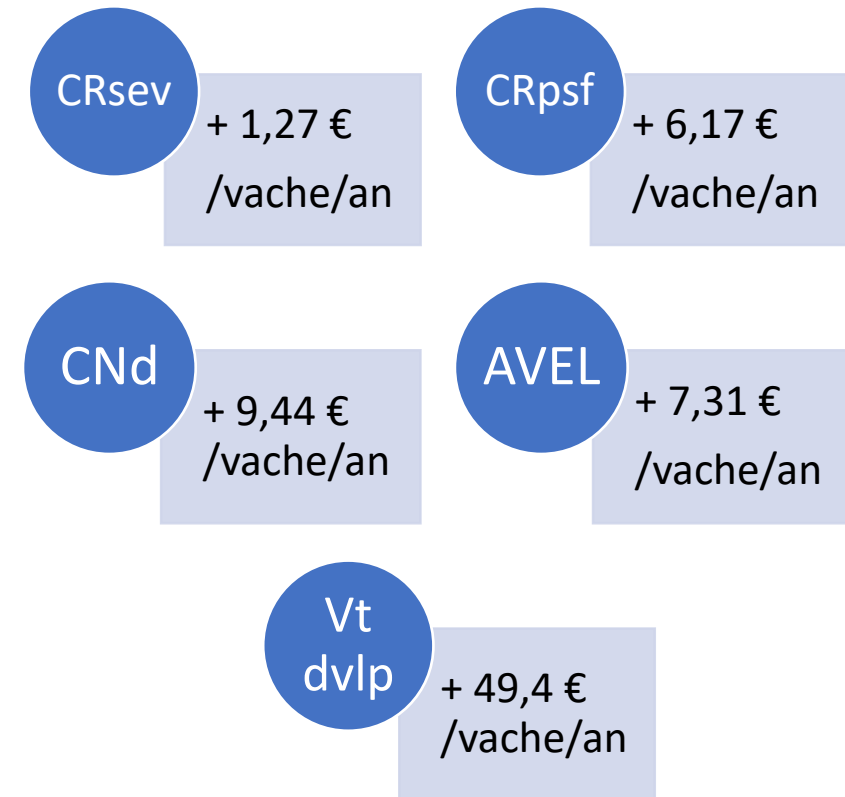 CRsev
+ 1,27 €
/vache/an
CRpsf
+ 6,17 €
/vache/an
CNd
+ 9,44 €
/vache/an
AVEL
+ 7,31 €
/vache/an
Vt
dvlp
+ 49,4 €
/vache/an